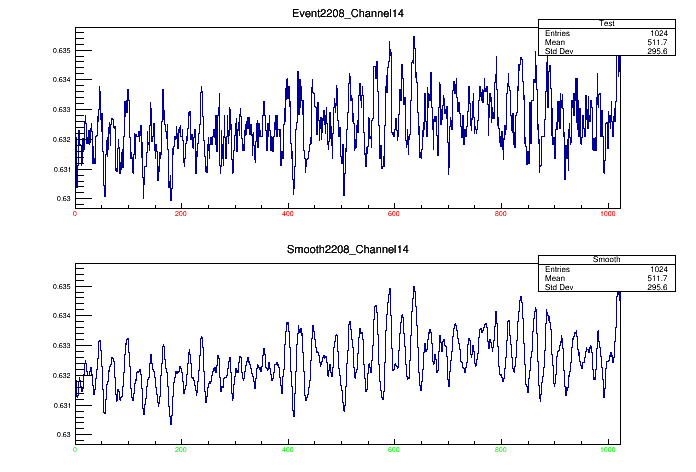 Event2208_Channel14
Test
Entries 1024
Mean 511.7
Std Dev 295.6
0.635
0.634
0.633
0.632
0.631
0.63
0 200 400 600 800 1000
Smooth2208_Channel14
Smooth
Entries 1024
Mean 511.7
Std Dev 295.6
0.635
0.634
0.633
0.632
0.631
0.63
0 200 400 600 800 1000